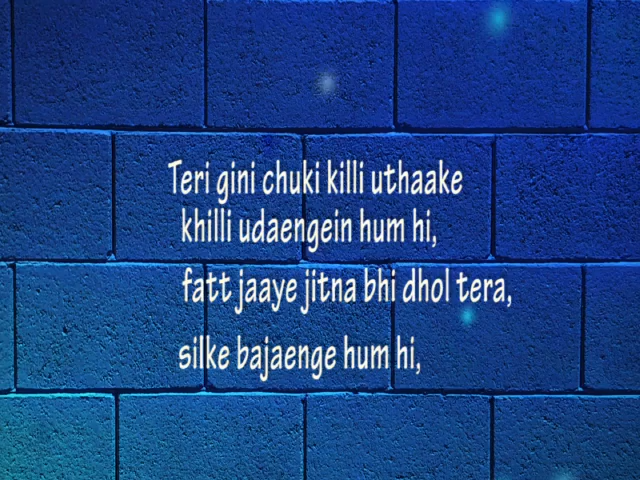 Teri gini chuki killi uthaake
khilli udaengein hum hi,
fatt jaaye jitna bhi dhol tera,
silke bajaenge hum hi,